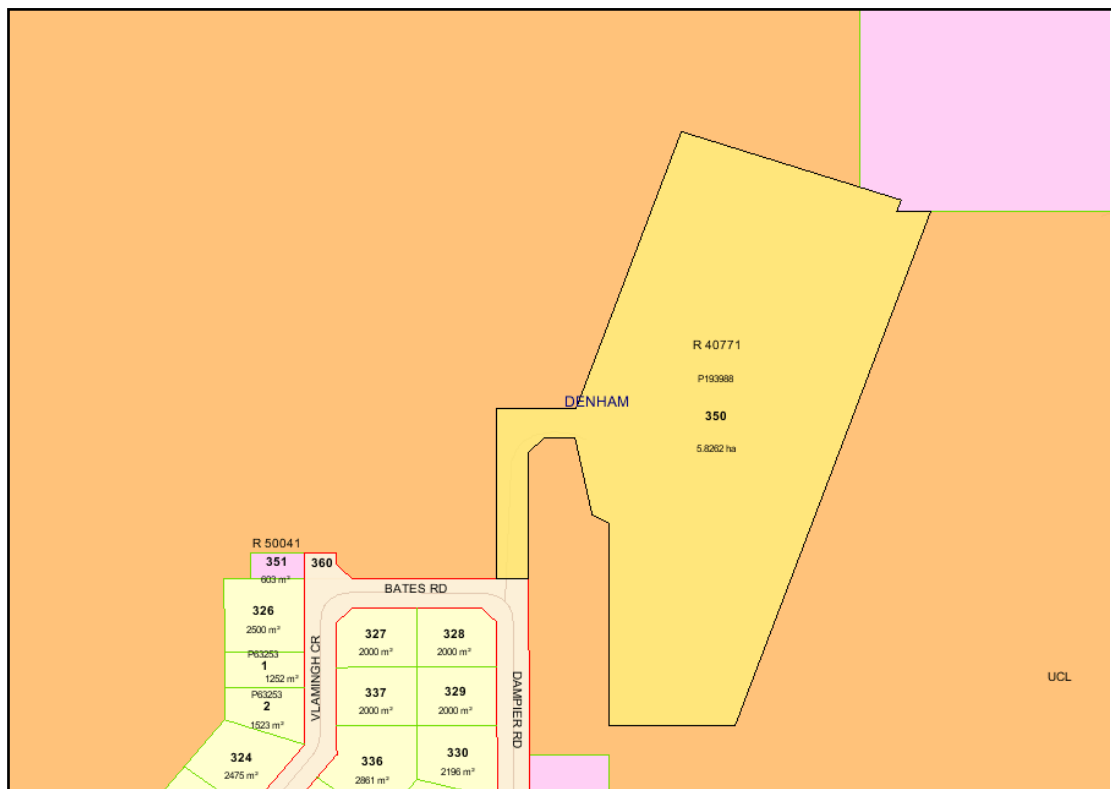 R 40771
P193988
DENHAM
350
5.8262 ha
R 50041
351
360
603 m²
BATES RD
326
2500 m²
327
2000 m²
328
2000 m²
P63253
1
1252 m²
VLAMINGH CR
337
2000 m²
329
2000 m²
DAMPIER RD
UCL
P63253
2
1523 m²
324
2475 m²
336
2861 m²
330
2196 m²